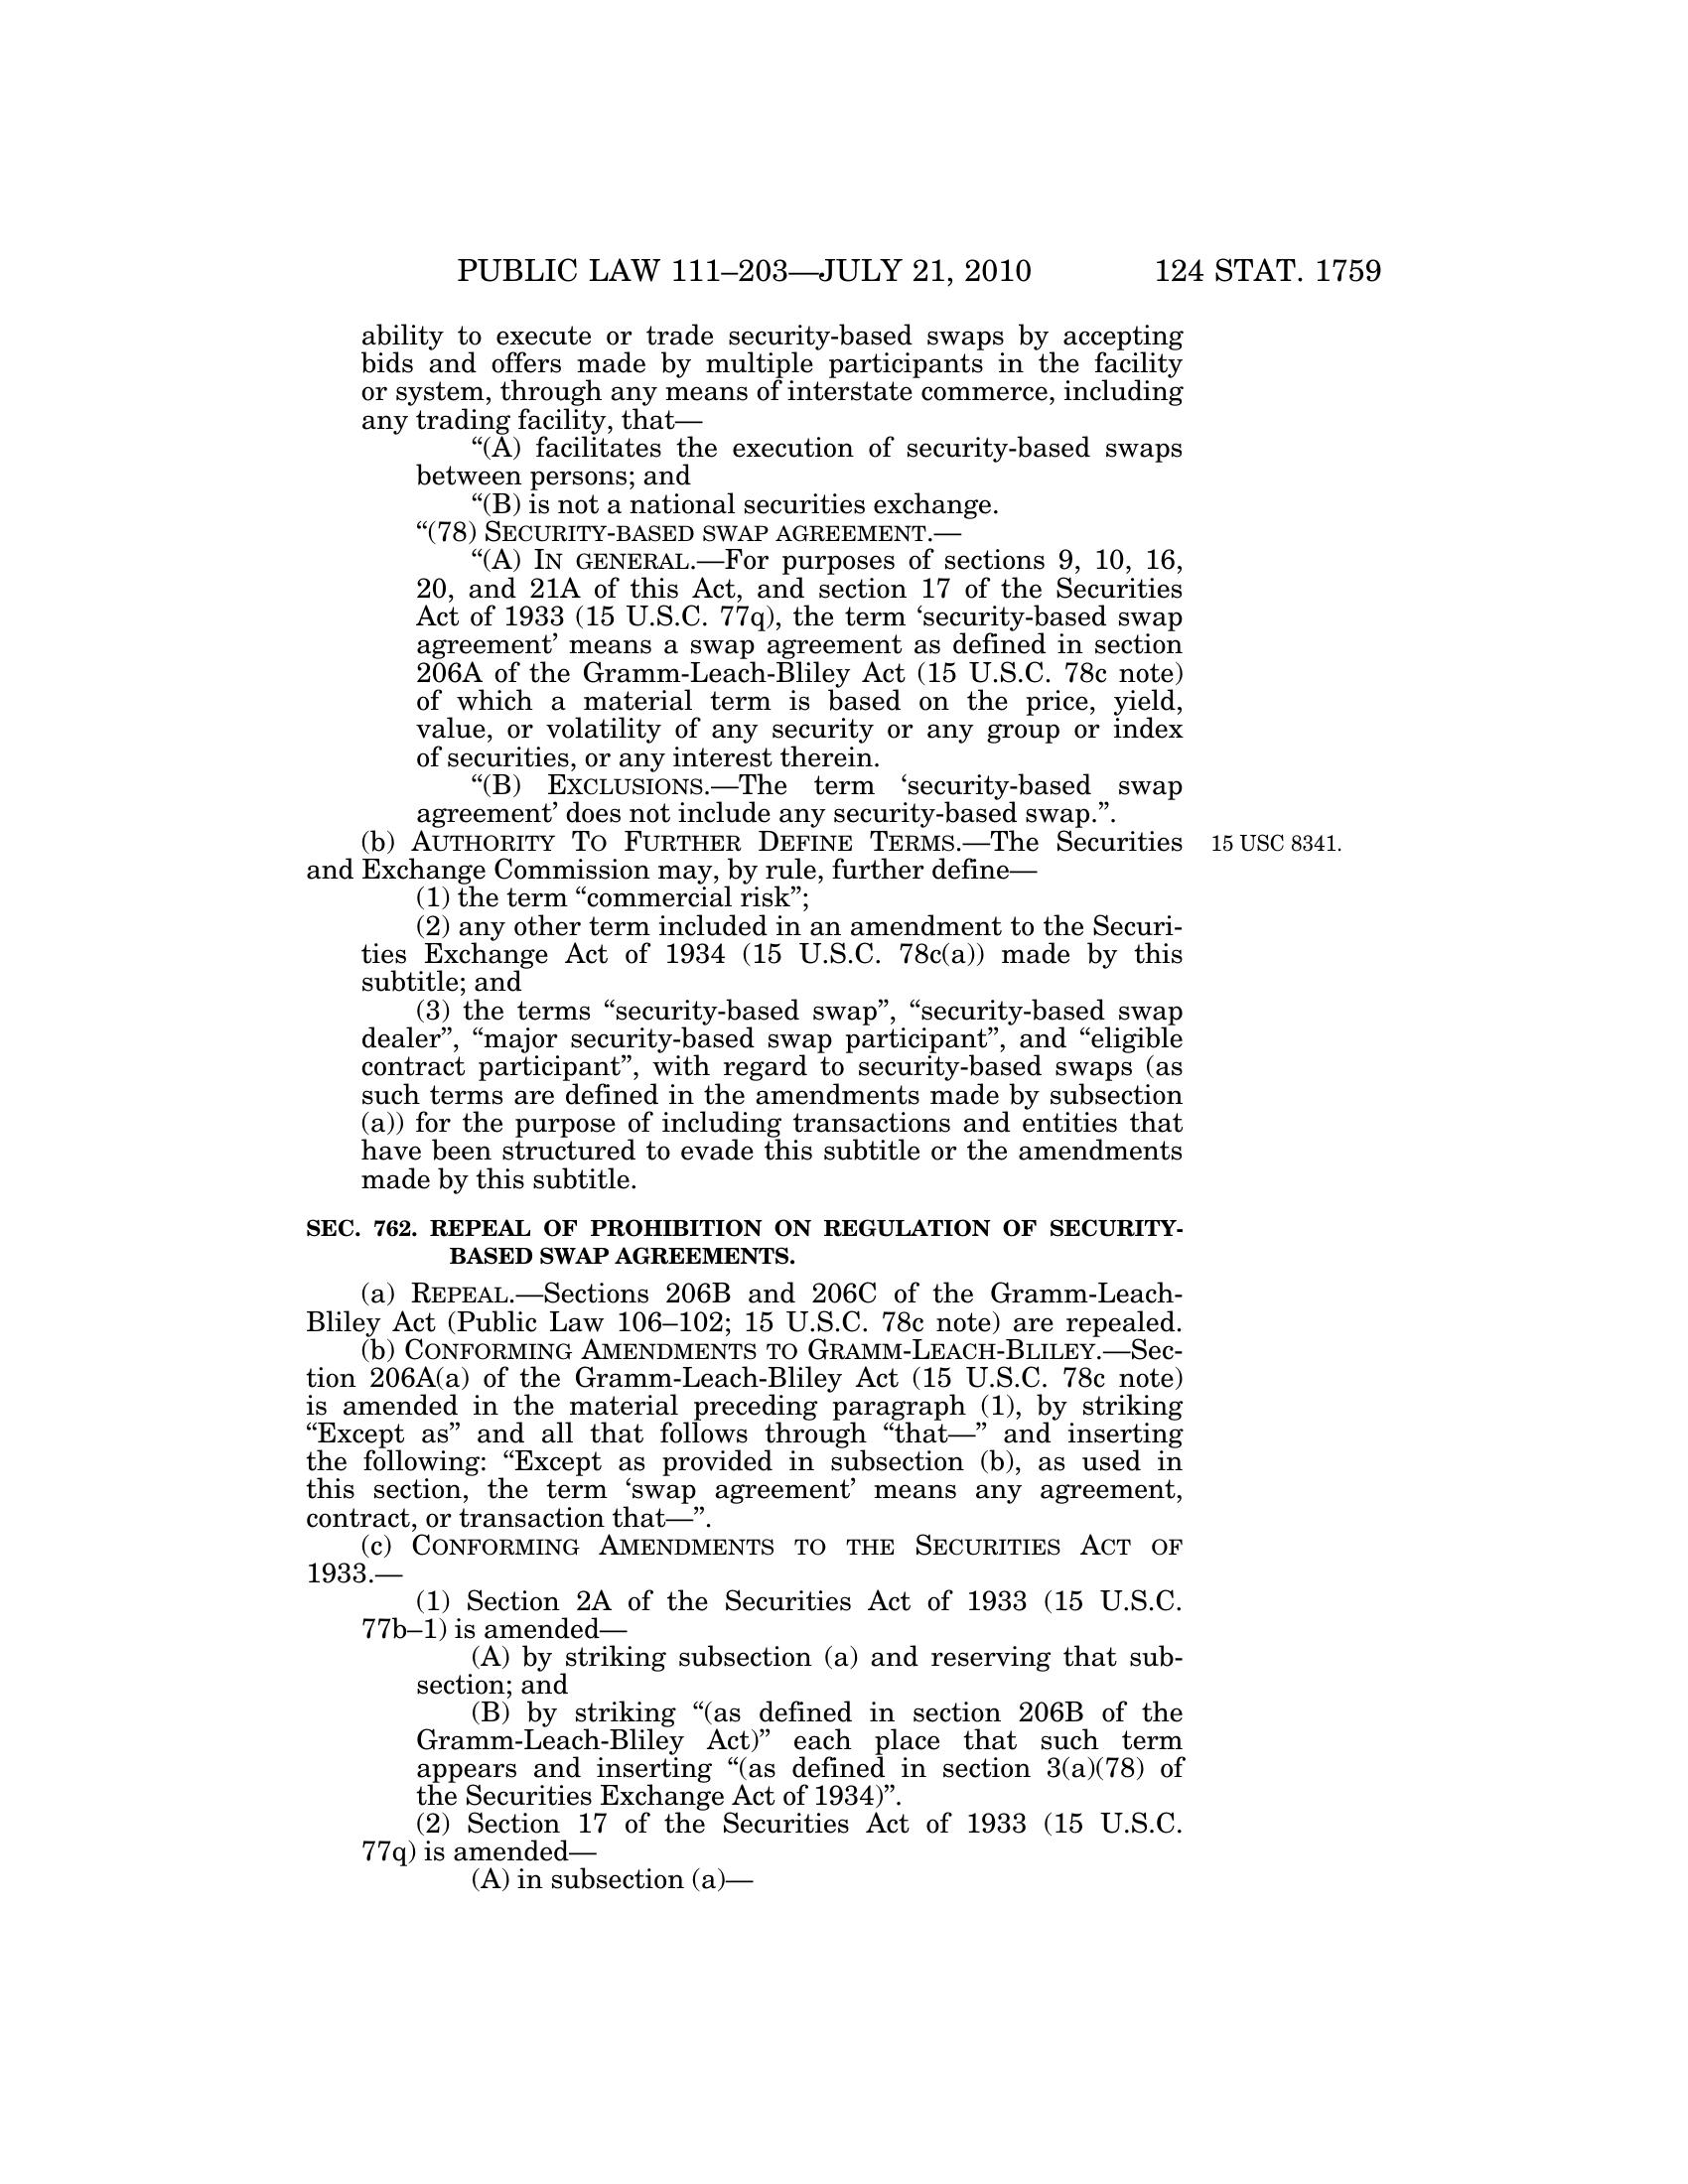 PUBLIC LAW 111–203—JULY 21, 2010 124 STAT. 1759
ability to execute or trade security-based swaps by accepting
bids and offers made by multiple participants in the facility
or system, through any means of interstate commerce, including
any trading facility, that—
“(A) facilitates the execution of security-based swaps
between persons; and
“(B) is not a national securities exchange.
“(78) SECURITY-BASED SWAP AGREEMENT.—
“(A) IN GENERAL.—For purposes of sections 9, 10, 16,
20, and 21A of this Act, and section 17 of the Securities
Act of 1933 (15 U.S.C. 77q), the term ‘security-based swap
agreement’ means a swap agreement as defined in section
206A of the Gramm-Leach-Bliley Act (15 U.S.C. 78c note)
of which a material term is based on the price, yield,
value, or volatility of any security or any group or index
of securities, or any interest therein.
“(B) EXCLUSIONS.—The term ‘security-based swap
agreement’ does not include any security-based swap.”.
(b) AUTHORITY TO FURTHER DEFINE TERMS.—The Securities 15 USC 8341.
and Exchange Commission may, by rule, further define—
(1) the term “commercial risk”;
(2) any other term included in an amendment to the Securi-
ties Exchange Act of 1934 (15 U.S.C. 78c(a)) made by this
subtitle; and
(3) the terms “security-based swap”, “security-based swap
dealer”, “major security-based swap participant”, and “eligible
contract participant”, with regard to security-based swaps (as
such terms are defined in the amendments made by subsection
(a)) for the purpose of including transactions and entities that
have been structured to evade this subtitle or the amendments
made by this subtitle.
SEC. 762. REPEAL OF PROHIBITION ON REGULATION OF SECURITY-
BASED SWAP AGREEMENTS.
(a) REPEAL.—Sections 206B and 206C of the Gramm-Leach-
Bliley Act (Public Law 106–102; 15 U.S.C. 78c note) are repealed.
(b) CONFORMING AMENDMENTS TO GRAMM-LEACH-BLILEY.—Sec-
tion 206A(a) of the Gramm-Leach-Bliley Act (15 U.S.C. 78c note)
is amended in the material preceding paragraph (1), by striking
“Except as” and all that follows through “that—” and inserting
the following: “Except as provided in subsection (b), as used in
this section, the term ‘swap agreement’ means any agreement,
contract, or transaction that—”.
(c) CONFORMING AMENDMENTS TO THE SECURITIES ACT OF
1933.—
(1) Section 2A of the Securities Act of 1933 (15 U.S.C.
77b–1) is amended—
(A) by striking subsection (a) and reserving that sub-
section; and
(B) by striking “(as defined in section 206B of the
Gramm-Leach-Bliley Act)” each place that such term
appears and inserting “(as defined in section 3(a)(78) of
the Securities Exchange Act of 1934)”.
(2) Section 17 of the Securities Act of 1933 (15 U.S.C.
77q) is amended—
(A) in subsection (a)—